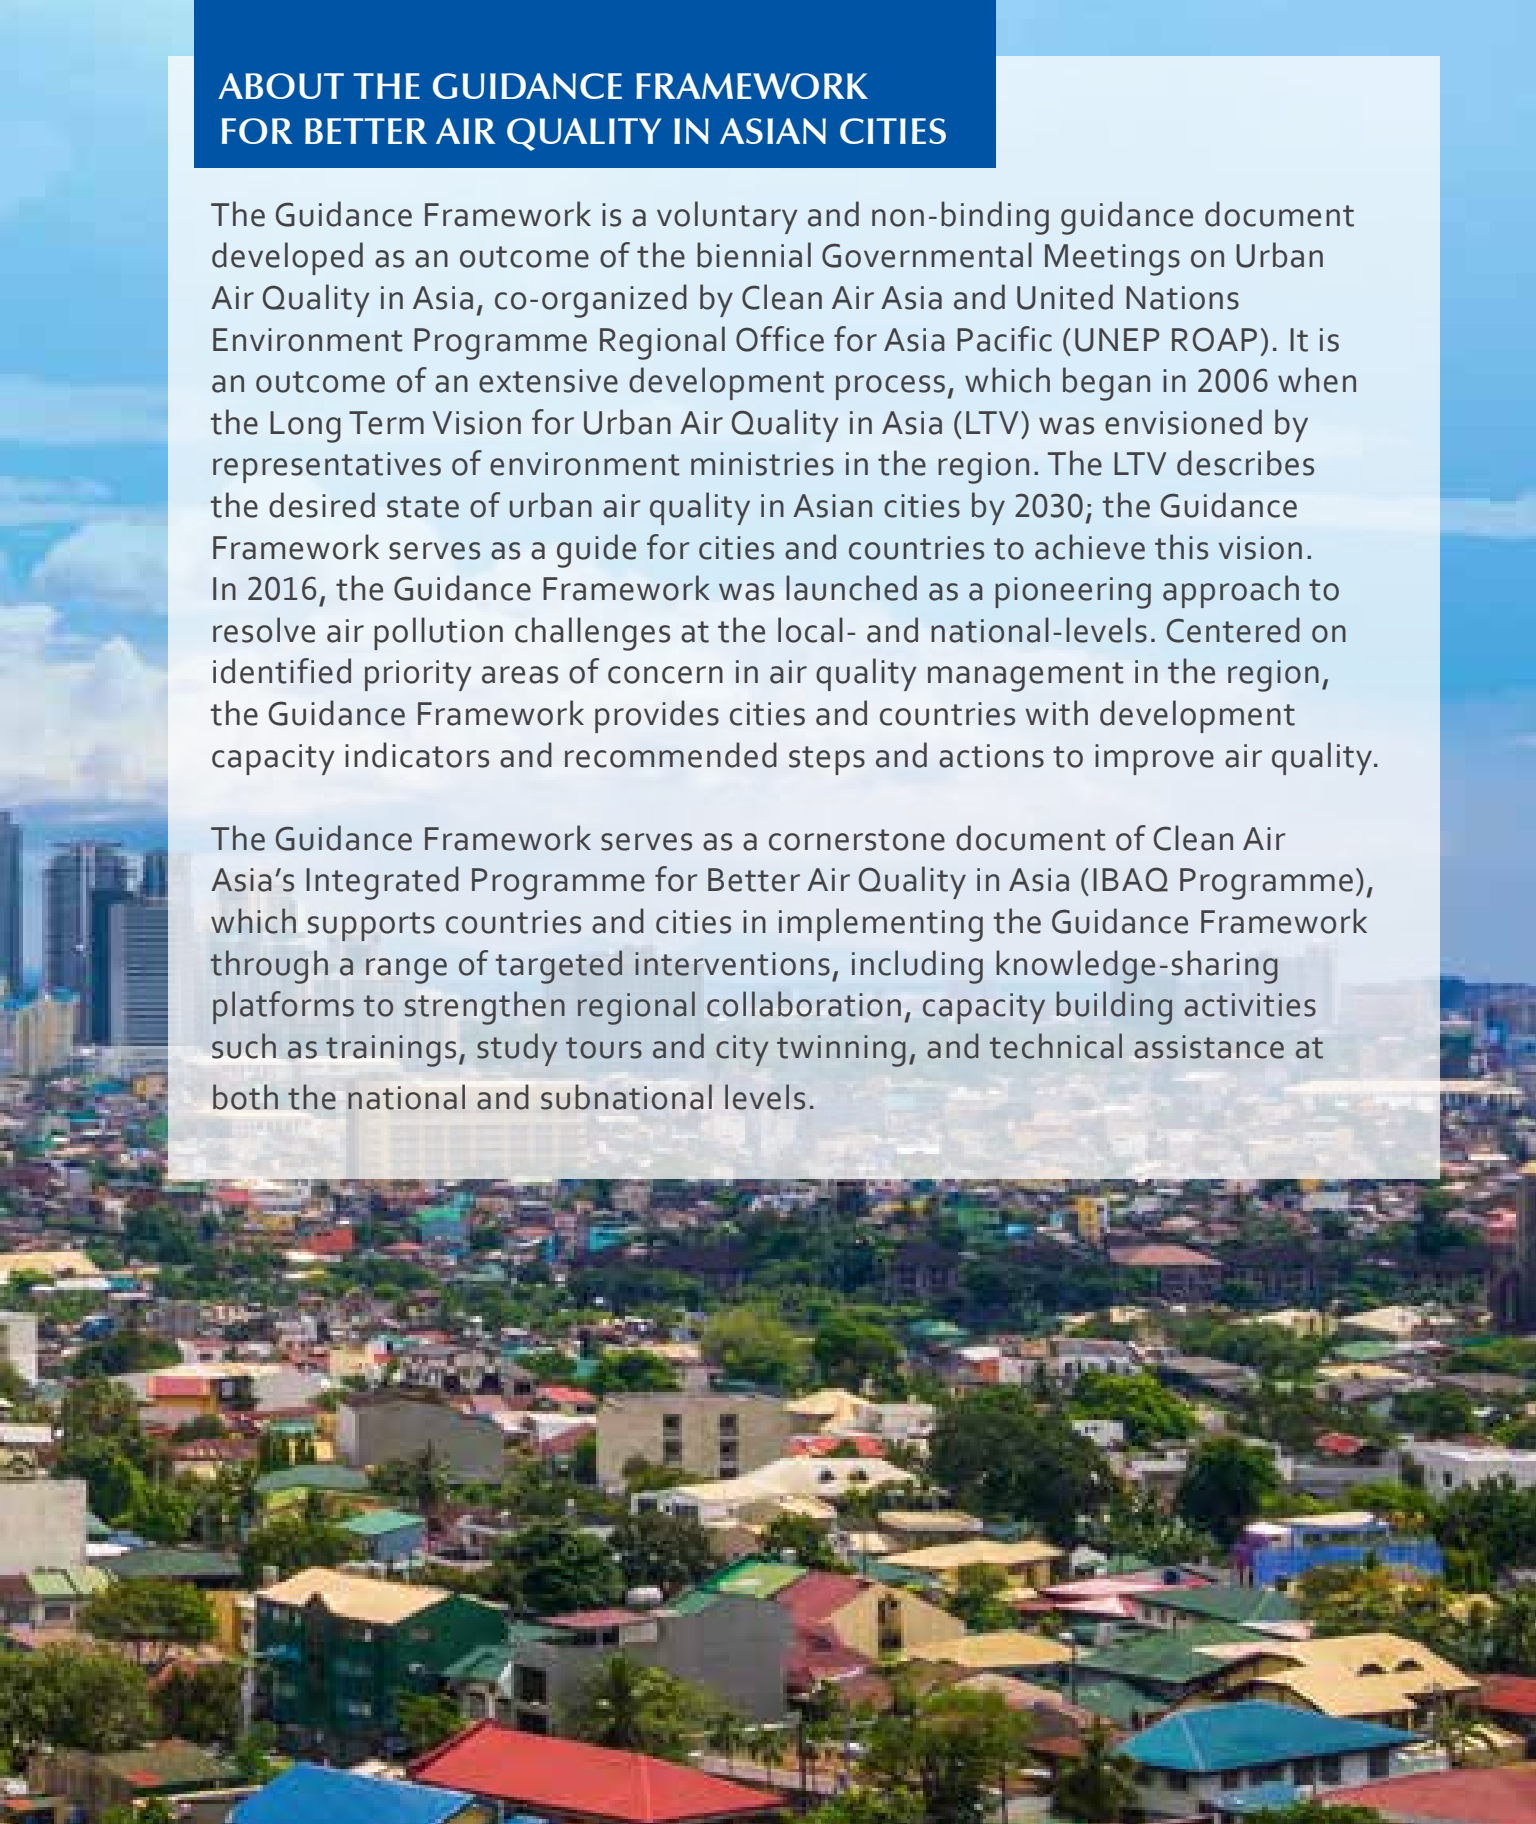 ABOUT THE GUIDANCE FRAMEWORK
FOR BETTER AIR QUALITY IN ASIAN CITIES
The Guidance Framework is a voluntary and non-binding guidance document
developed as an outcome of the biennial Governmental Meetings on Urban
Air Quality in Asia, co-organized by Clean Air Asia and United Nations
Environment Programme Regional Office for Asia Pacific (UNEP ROAP). It is
an outcome of an extensive development process, which began in 2006 when
the Long Term Vision for Urban Air Quality in Asia (LTV) was envisioned by
representatives of environment ministries in the region. The LTV describes
the desired state of urban air quality in Asian cities by 2030; the Guidance
Framework serves as a guide for cities and countries to achieve this vision.
In 2016, the Guidance Framework was launched as a pioneering approach to
resolve air pollution challenges at the local- and national-levels. Centered on
identified priority areas of concern in air quality management in the region,
the Guidance Framework provides cities and countries with development
capacity indicators and recommended steps and actions to improve air quality.
The Guidance Framework serves as a cornerstone document of Clean Air
Asia’s Integrated Programme for Better Air Quality in Asia (IBAQ Programme),
which supports countries and cities in implementing the Guidance Framework
through a range of targeted interventions, including knowledge-sharing
platforms to strengthen regional collaboration, capacity building activities
such as trainings, study tours and city twinning, and technical assistance at
both the national and subnational levels.